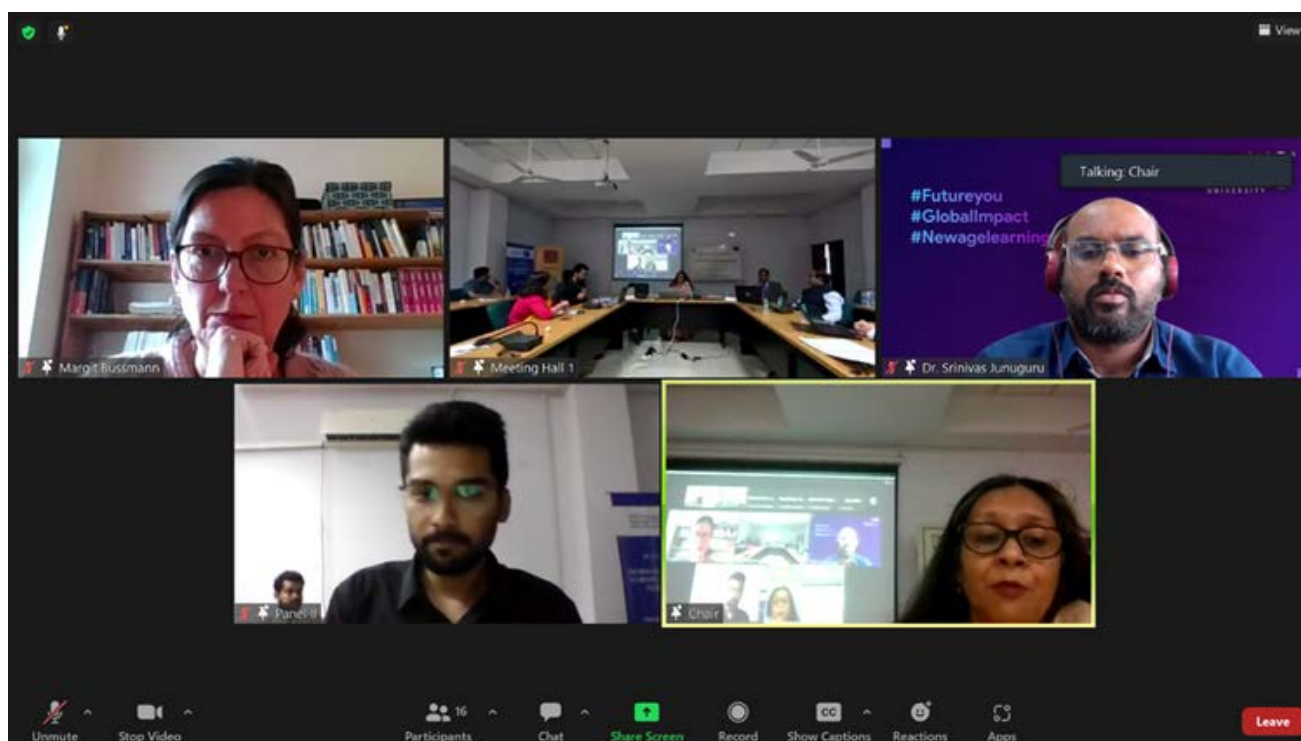 View
Talking: Chair
UNIVERSITY
#Futureyou
#GlobalImpact
#Newagelearning
Margit Bussmann
Meeting Hall 1
Dr. Srinivas Junuguru
Panel II
Chair
Unmute
Stop Video
Participants
16
Chat
Share Screen
Record
CC
Show Captions
Reactions
Apps
Leave